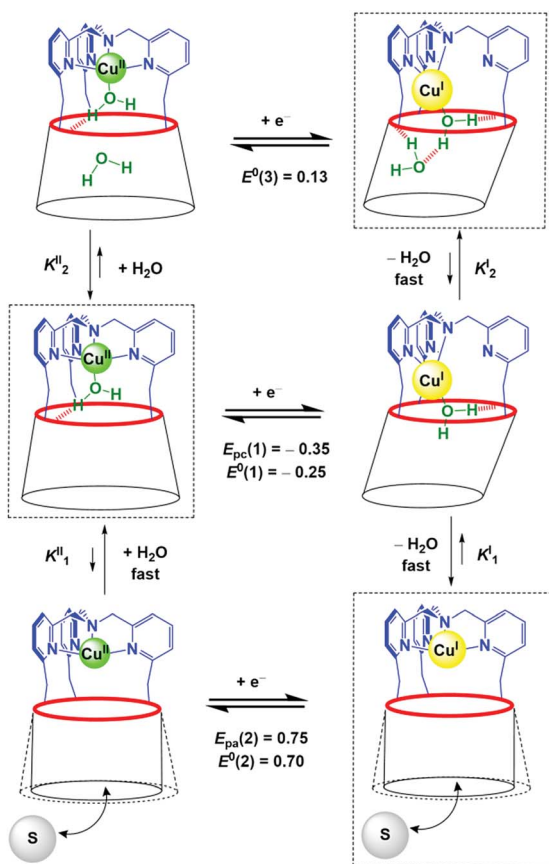 N
N
N
Cu^II
N
O
H
H
O
H
H
+ e⁻
E⁰(3) = 0.13
N
N
N
N
Cu^I
O–H
H
H
H
O
K^II_2
+ H₂O
– H₂O
fast
K^I_2
N
N
N
Cu^II
N
O
H
H
+ e⁻
E_pc(1) = – 0.35
E⁰(1) = – 0.25
N
N
N
N
Cu^I
O–H
H
K^II_1
+ H₂O
fast
– H₂O
fast
K^I_1
N
N
N
Cu^II
N
S
+ e⁻
E_pa(2) = 0.75
E⁰(2) = 0.70
N
N
N
Cu^I
N
S